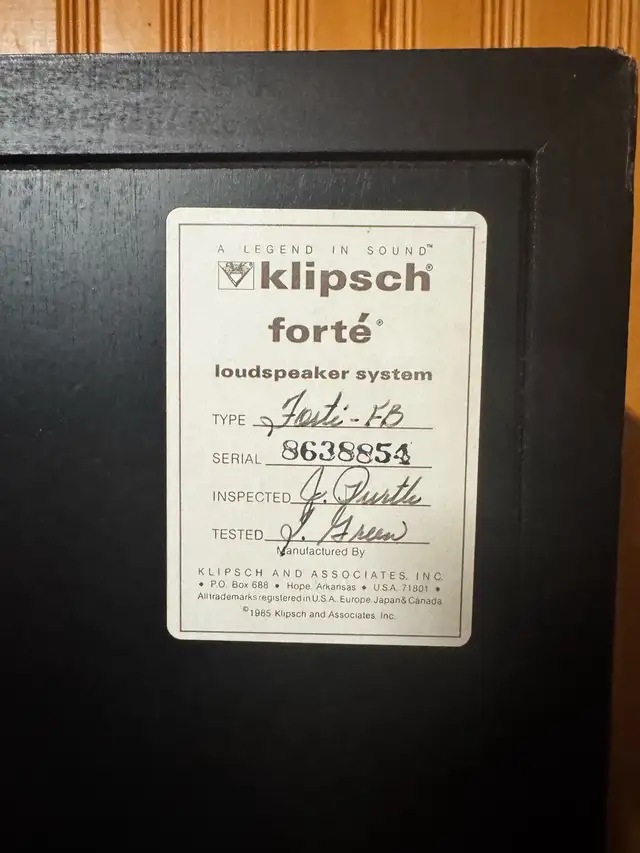 A LEGEND IN SOUND™
klipsch®
forté®
loudspeaker system
TYPE Forté-FB
SERIAL 8638854
INSPECTED J. Purtle
TESTED J. Green
Manufactured By
KLIPSCH AND ASSOCIATES, INC.
• P.O. Box 688 • Hope, Arkansas • U.S.A. 71801 •
All trademarks registered in U.S.A., Europe, Japan & Canada
©1985 Klipsch and Associates, Inc.